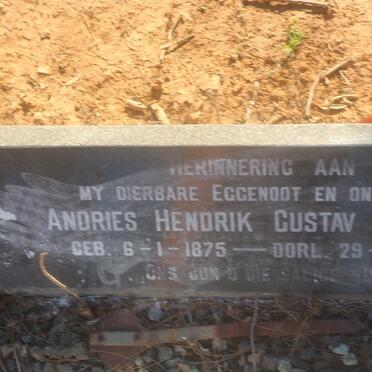 HERINNERING AAN
MY DIERBARE EGGENOOT EN ON
ANDRIES HENDRIK GUSTAV
GEB. 6-1-1875 — OORL. 29-
ONS GUN U DIE SALIGE